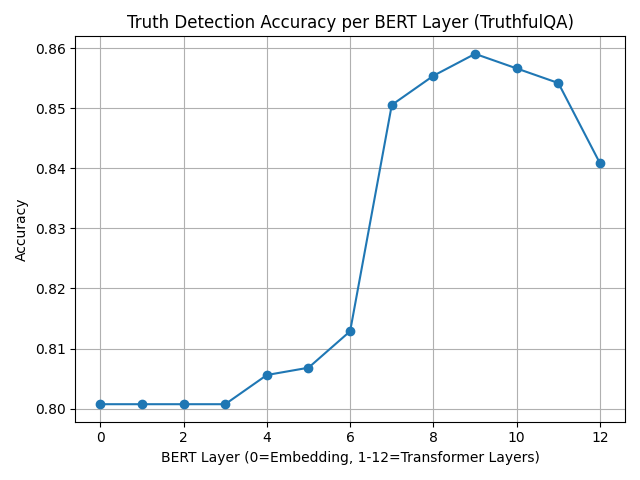 Truth Detection Accuracy per BERT Layer (TruthfulQA)
0.86
0.85
0.84
0.83
0.82
0.81
0.80
Accuracy
0 2 4 6 8 10 12
BERT Layer (0=Embedding, 1-12=Transformer Layers)